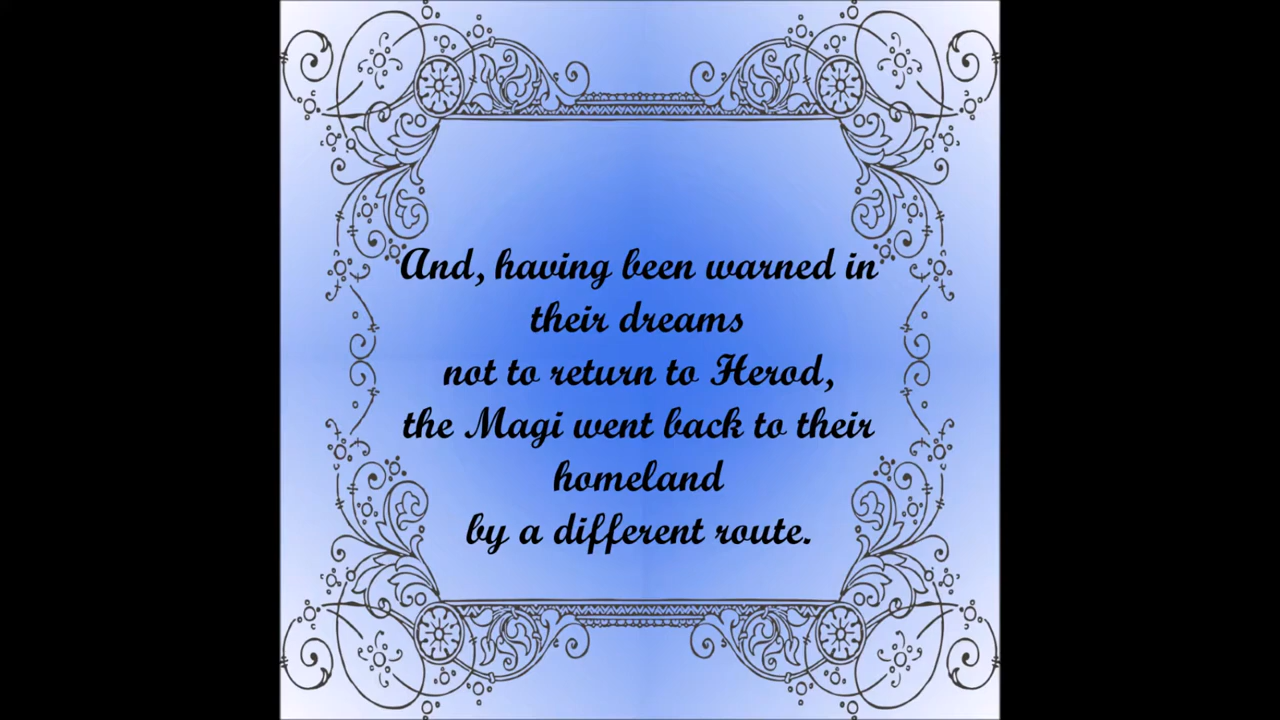 And, having been warned in
their dreams
not to return to Herod,
the Magi went back to their
homeland
by a different route.